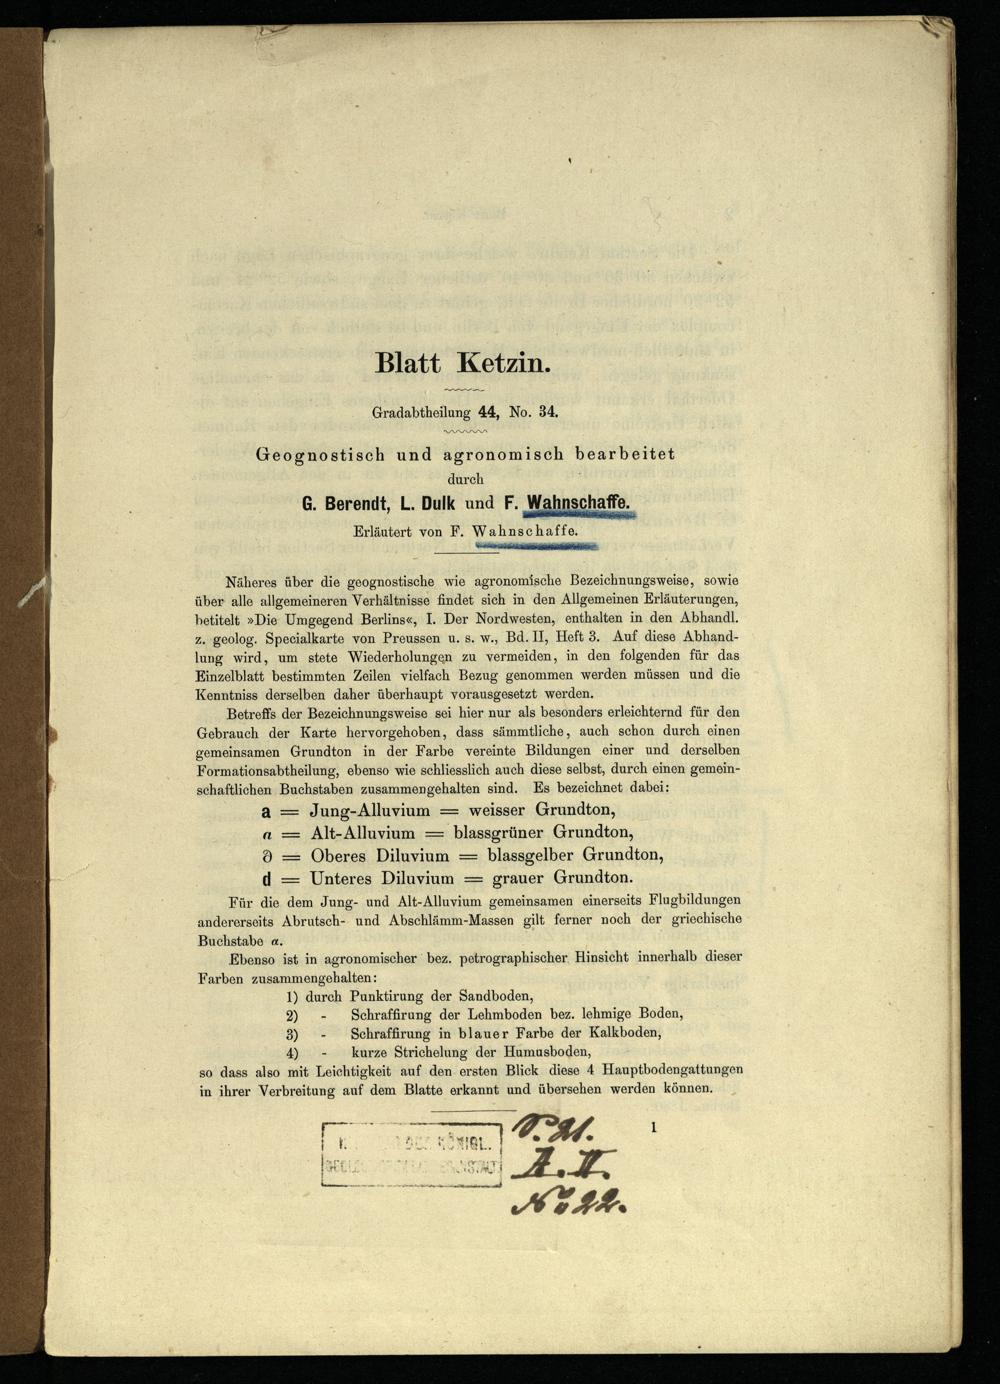 Blatt Ketzin.
Gradabtheilung 44, No. 34.
Geognostisch und agronomisch bearbeitet
durch
G. Berendt, L. Dulk und F. Wahnschaffe.
Erläutert von F. Wahnschaffe.
Näheres über die geognostische wie agronomische Bezeichnungsweise, sowie
über alle allgemeineren Verhältnisse findet sich in den Allgemeinen Erläuterungen,
betitelt »Die Umgegend Berlins«, I. Der Nordwesten, enthalten in den Abhandl.
z. geolog. Specialkarte von Preussen u. s. w., Bd. II, Heft 3. Auf diese Abhand-
lung wird, um stete Wiederholungen zu vermeiden, in den folgenden für das
Einzelblatt bestimmten Zeilen vielfach Bezug genommen werden müssen und die
Kenntniss derselben daher überhaupt vorausgesetzt werden.
Betreffs der Bezeichnungsweise sei hier nur als besonders erleichternd für den
Gebrauch der Karte hervorgehoben, dass sämmtliche, auch schon durch einen
gemeinsamen Grundton in der Farbe vereinte Bildungen einer und derselben
Formationsabtheilung, ebenso wie schliesslich auch diese selbst, durch einen gemein-
schaftlichen Buchstaben zusammengehalten sind. Es bezeichnet dabei:
a = Jung-Alluvium = weisser Grundton,
a = Alt-Alluvium = blassgrüner Grundton,
∂ = Oberes Diluvium = blassgelber Grundton,
d = Unteres Diluvium = grauer Grundton.
Für die dem Jung- und Alt-Alluvium gemeinsamen einerseits Flugbildungen
andererseits Abrutsch- und Abschlämm-Massen gilt ferner noch der griechische
Buchstabe α.
Ebenso ist in agronomischer bez. petrographischer Hinsicht innerhalb dieser
Farben zusammengehalten:
1) durch Punktirung der Sandboden,
2) - Schraffirung der Lehmboden bez. lehmige Boden,
3) - Schraffirung in blauer Farbe der Kalkboden,
4) - kurze Strichelung der Humusboden,
so dass also mit Leichtigkeit auf den ersten Blick diese 4 Hauptbodengattungen
in ihrer Verbreitung auf dem Blatte erkannt und übersehen werden können.
1
KÖNIGL.
P. 21.
A. II.
No 22.